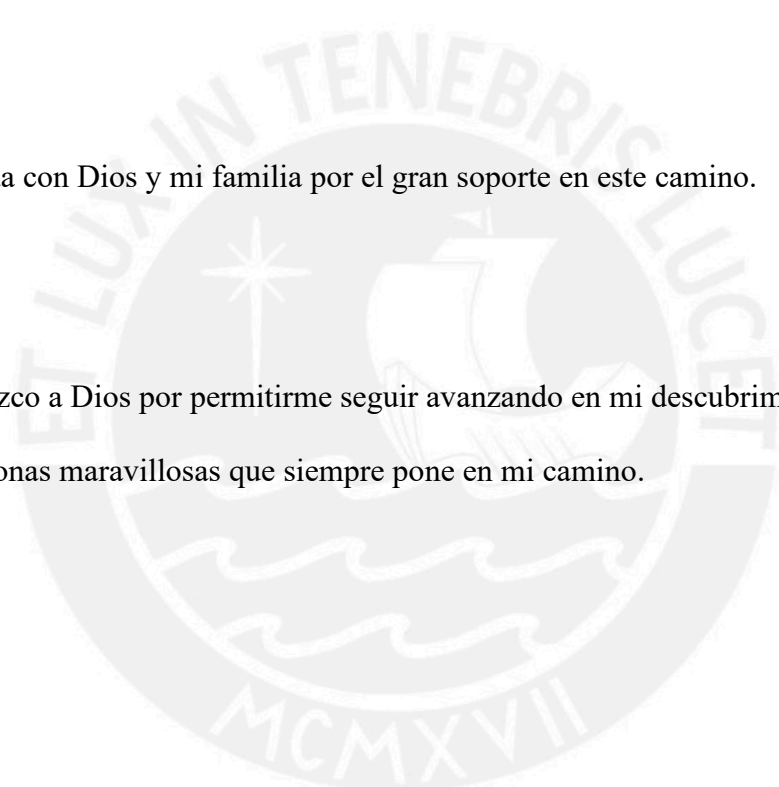 ET LUX IN TENEBRIS LUCET
a con Dios y mi familia por el gran soporte en este camino.
zco a Dios por permitirme seguir avanzando en mi descubrim
onas maravillosas que siempre pone en mi camino.
MCMXVII